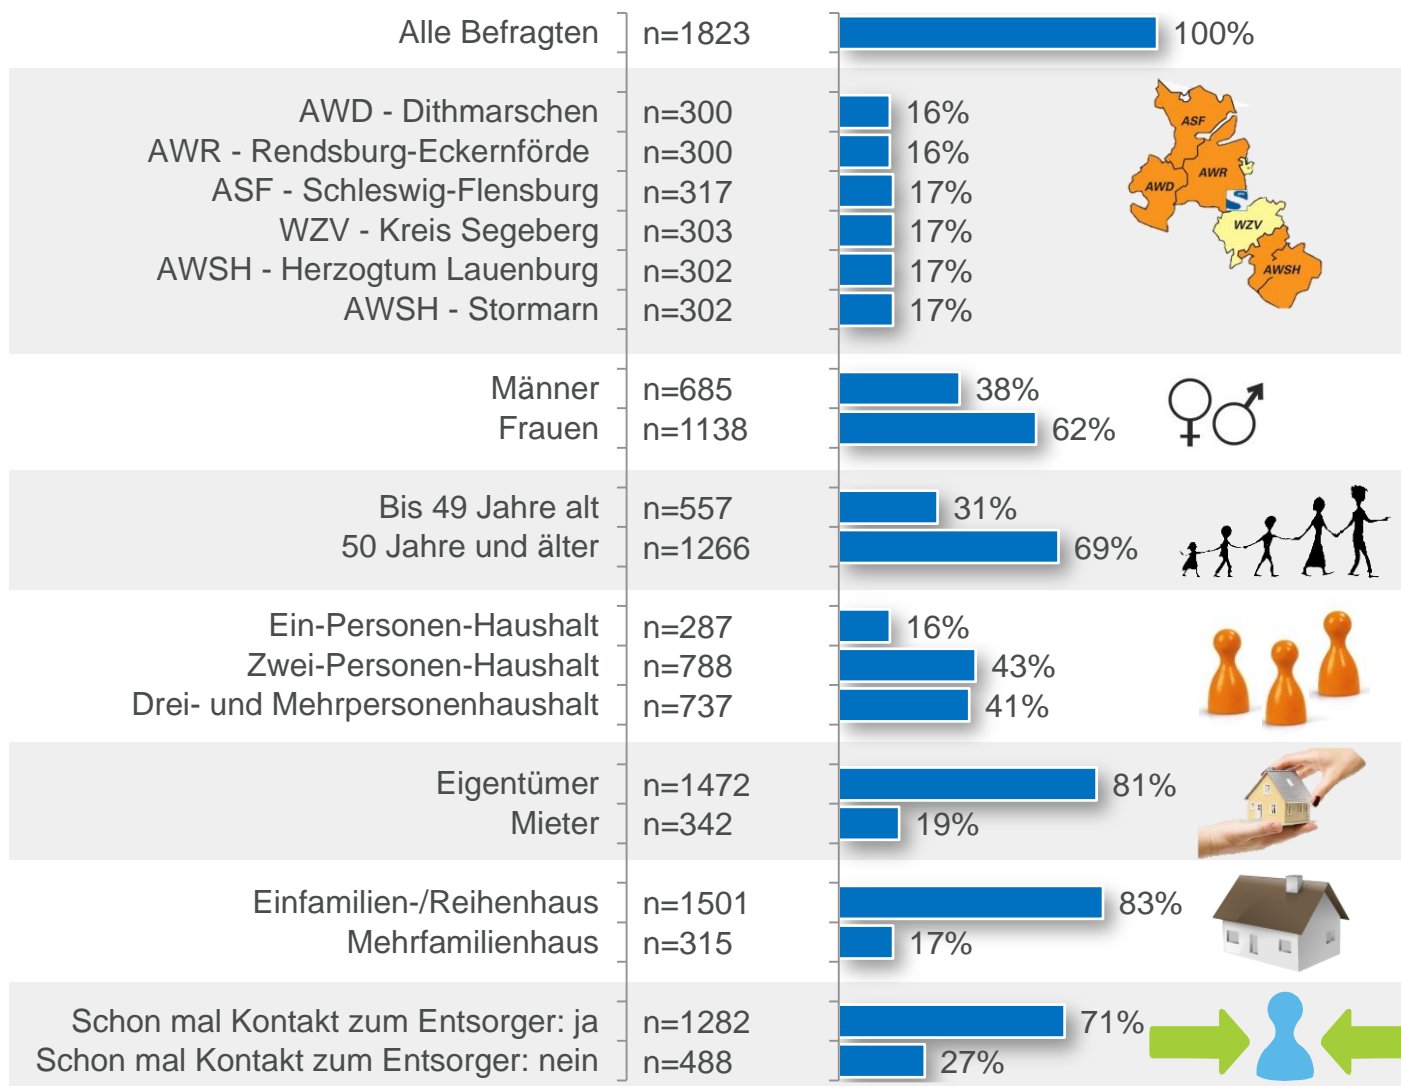 Alle Befragten n=1823 100%
AWD - Dithmarschen n=300 16%
AWR - Rendsburg-Eckernförde n=300 16%
ASF - Schleswig-Flensburg n=317 17%
WZV - Kreis Segeberg n=303 17%
AWSH - Herzogtum Lauenburg n=302 17%
AWSH - Stormarn n=302 17%
ASF
AWR
AWD
WZV
AWSH
Männer n=685 38%
Frauen n=1138 62%
Bis 49 Jahre alt n=557 31%
50 Jahre und älter n=1266 69%
Ein-Personen-Haushalt n=287 16%
Zwei-Personen-Haushalt n=788 43%
Drei- und Mehrpersonenhaushalt n=737 41%
Eigentümer n=1472 81%
Mieter n=342 19%
Einfamilien-/Reihenhaus n=1501 83%
Mehrfamilienhaus n=315 17%
Schon mal Kontakt zum Entsorger: ja n=1282 71%
Schon mal Kontakt zum Entsorger: nein n=488 27%